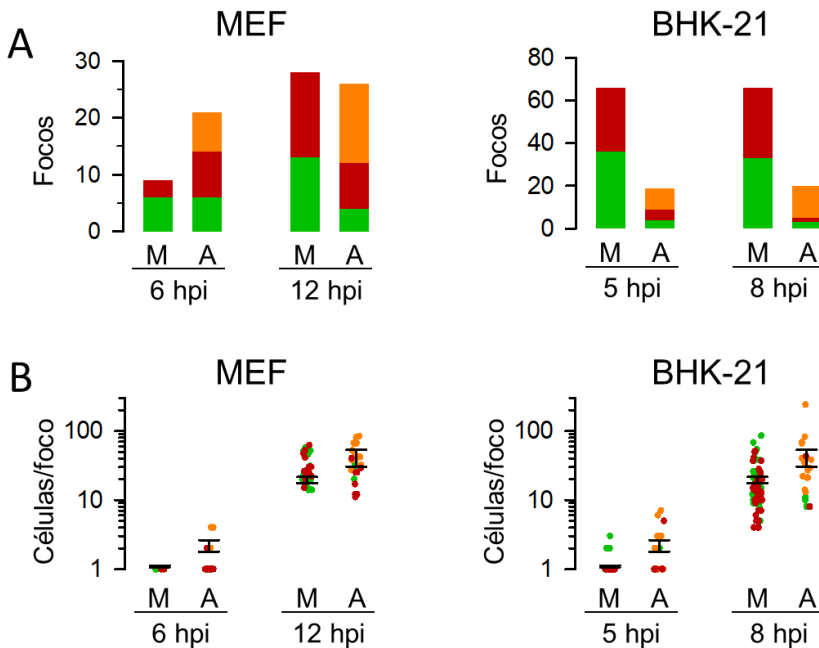 A
MEF
BHK-21
Focos
30
20
10
0
M A M A
6 hpi 12 hpi
Focos
80
60
40
20
0
M A M A
5 hpi 8 hpi
B
MEF
BHK-21
Células/foco
100
10
1
M A M A
6 hpi 12 hpi
Células/foco
100
10
1
M A M A
5 hpi 8 hpi